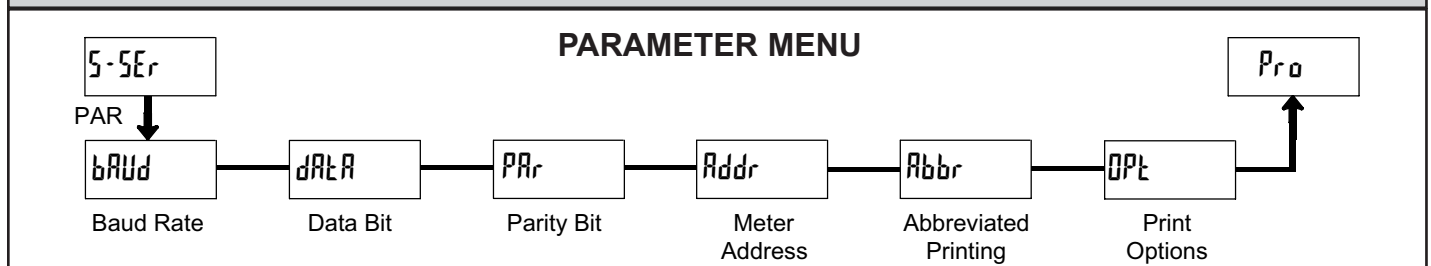 PARAMETER MENU
5-SEr
Pro
PAR
bAUd
dAtA
PAr
Addr
Abbr
OPt
Baud Rate
Data Bit
Parity Bit
Meter
Address
Abbreviated
Printing
Print
Options